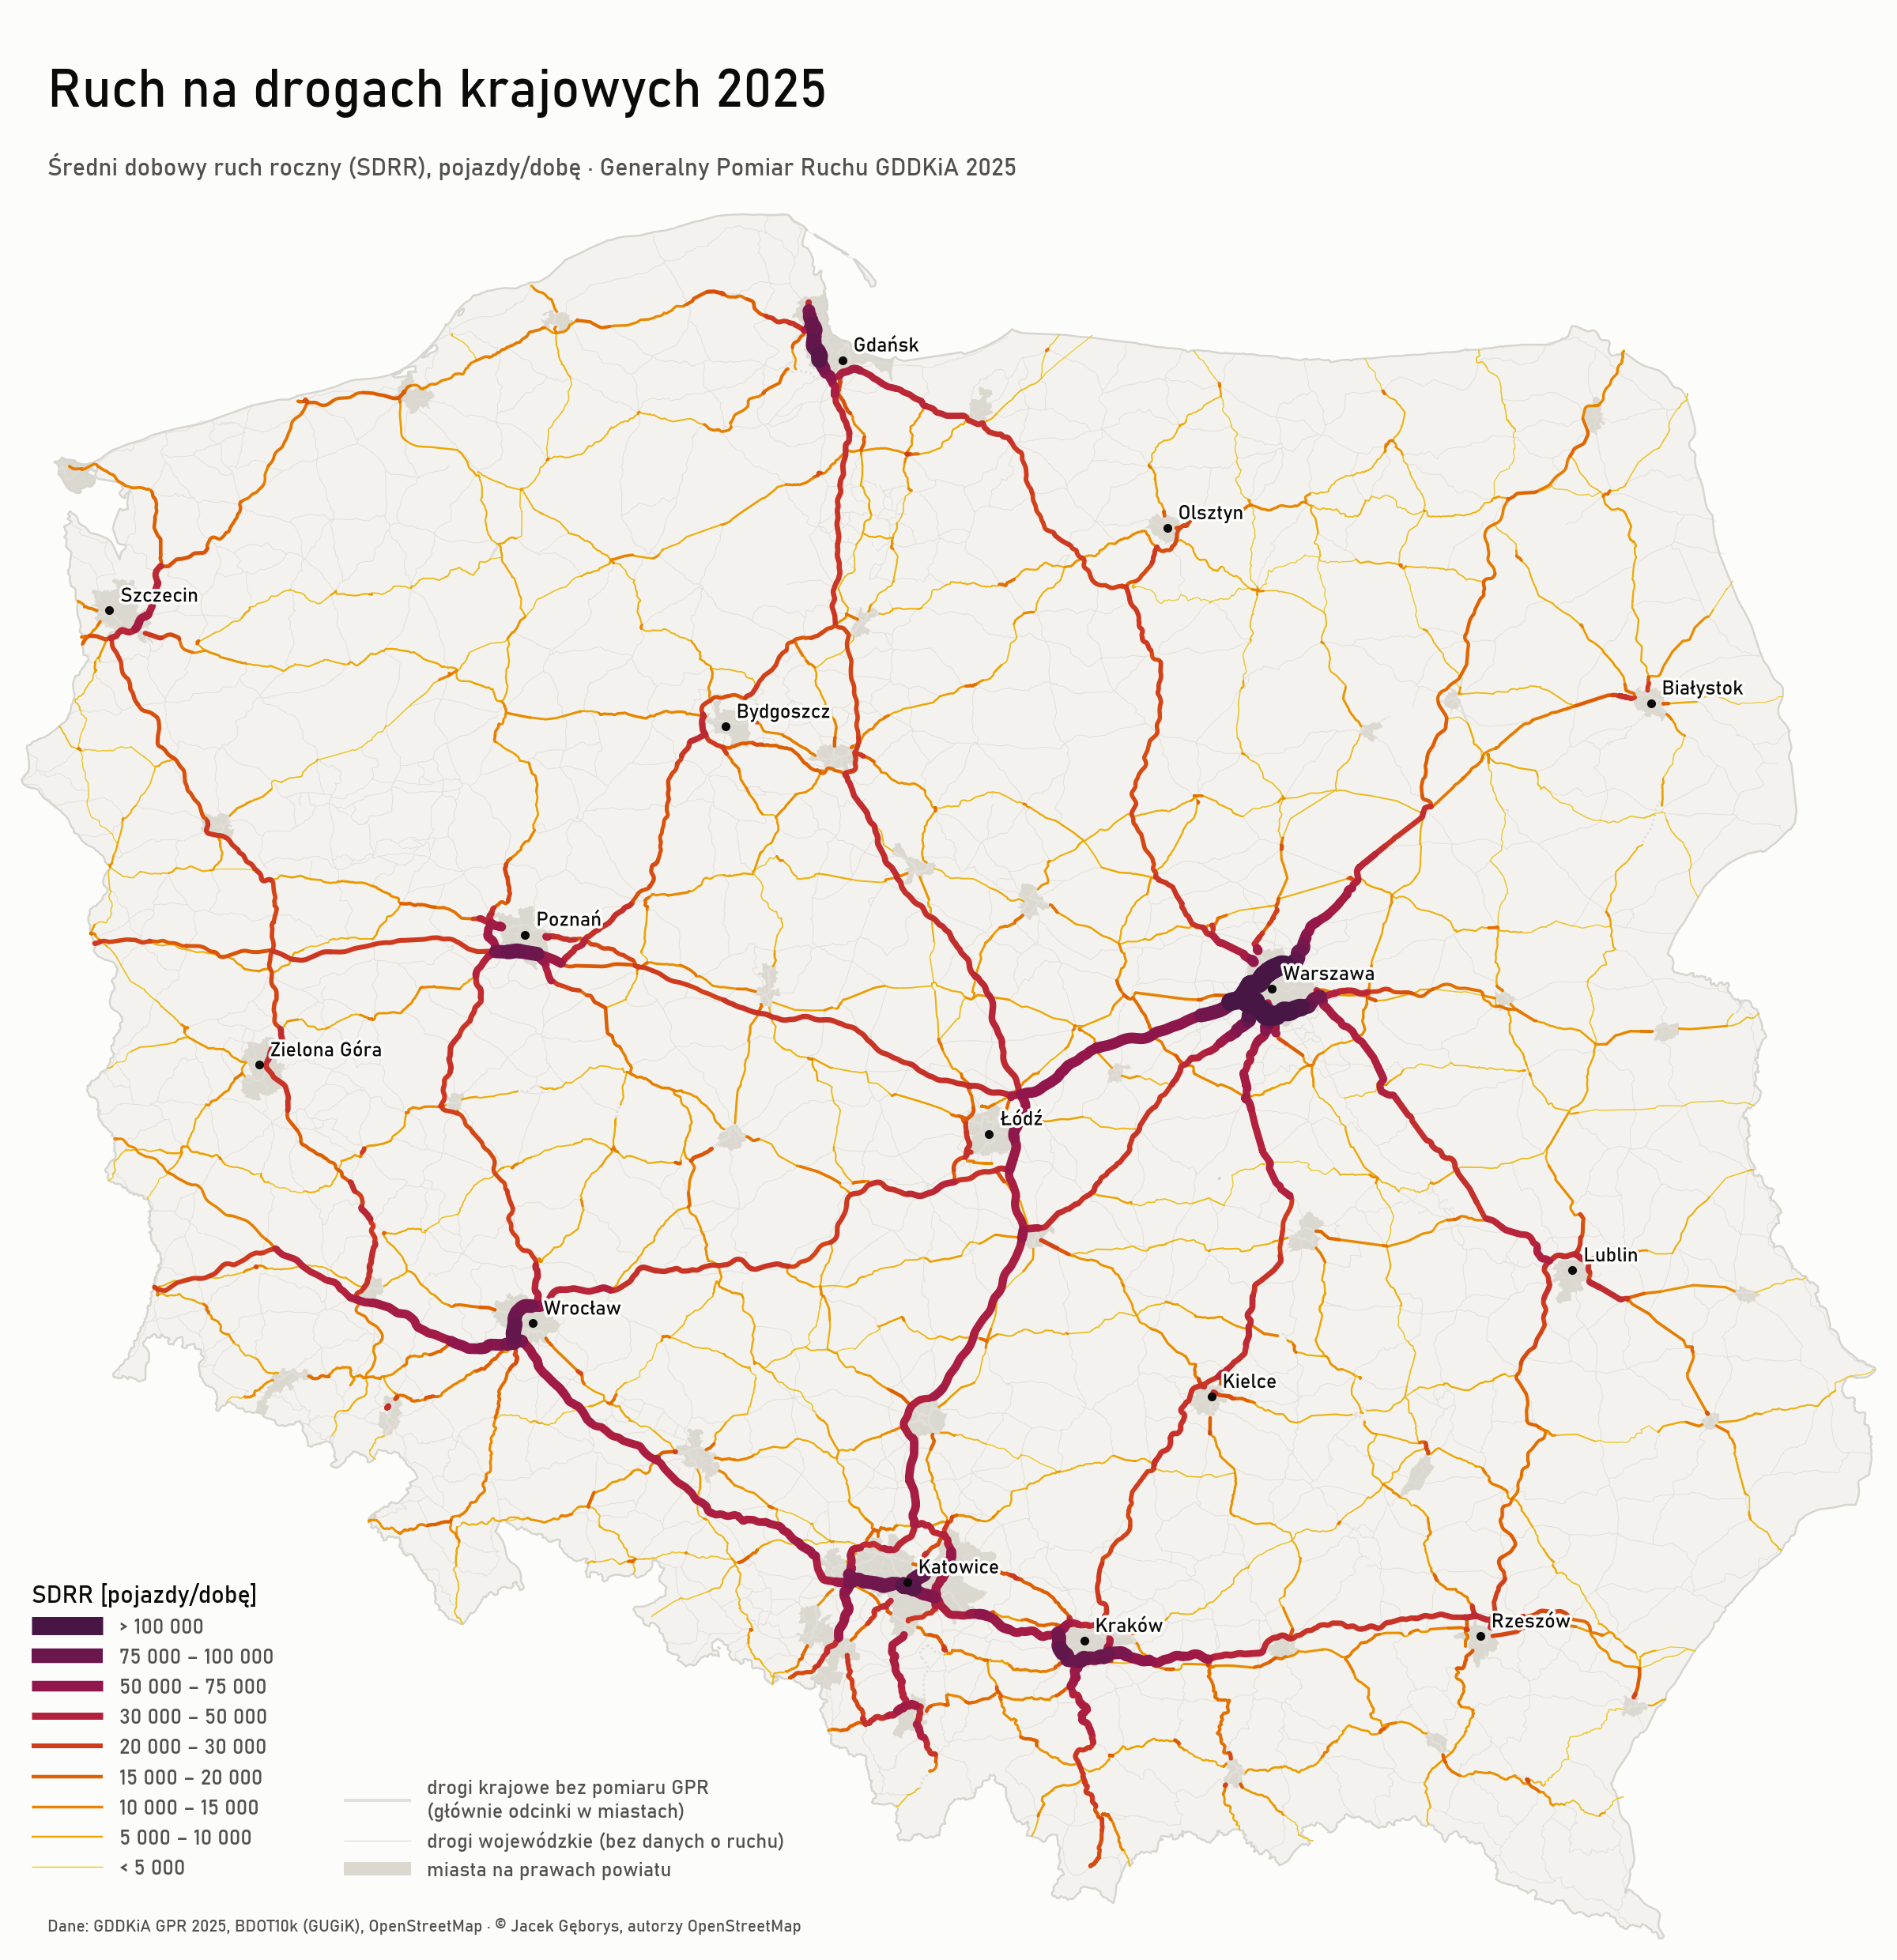 Ruch na drogach krajowych 2025
Średni dobowy ruch roczny (SDRR), pojazdy/dobę · Generalny Pomiar Ruchu GDDKiA 2025
Gdańsk
Olsztyn
Szczecin
Białystok
Bydgoszcz
Poznań
Warszawa
Zielona Góra
Łódź
Lublin
Wrocław
Kielce
Katowice
Kraków
Rzeszów
SDRR [pojazdy/dobę]
> 100 000
75 000 – 100 000
50 000 – 75 000
30 000 – 50 000
20 000 – 30 000
15 000 – 20 000
10 000 – 15 000
5 000 – 10 000
< 5 000
drogi krajowe bez pomiaru GPR
(głównie odcinki w miastach)
drogi wojewódzkie (bez danych o ruchu)
miasta na prawach powiatu
Dane: GDDKiA GPR 2025, BDOT10k (GUGiK), OpenStreetMap · © Jacek Gęborys, autorzy OpenStreetMap